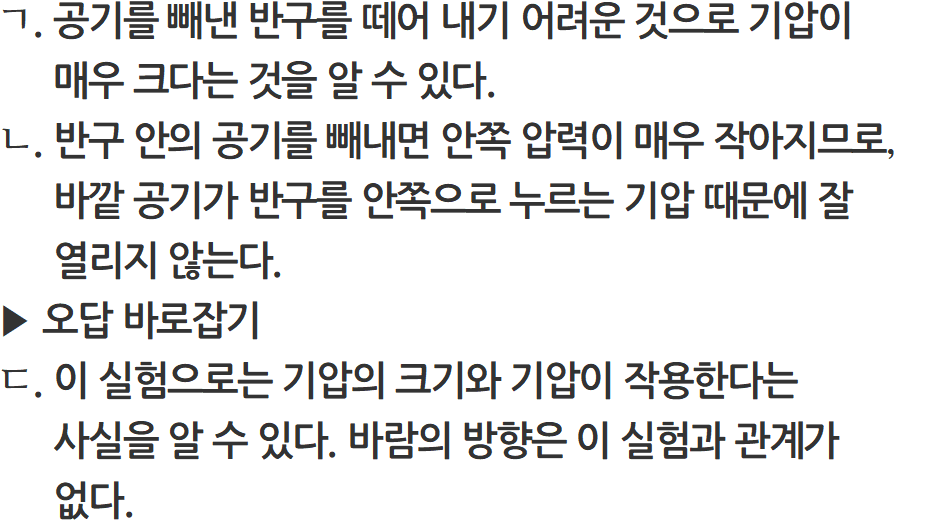 ㄱ. 공기를 빼낸 반구를 떼어 내기 어려운 것으로 기압이
매우 크다는 것을 알 수 있다.
ㄴ. 반구 안의 공기를 빼내면 안쪽 압력이 매우 작아지므로,
바깥 공기가 반구를 안쪽으로 누르는 기압 때문에 잘
열리지 않는다.
▶ 오답 바로잡기
ㄷ. 이 실험으로는 기압의 크기와 기압이 작용한다는
사실을 알 수 있다. 바람의 방향은 이 실험과 관계가
없다.